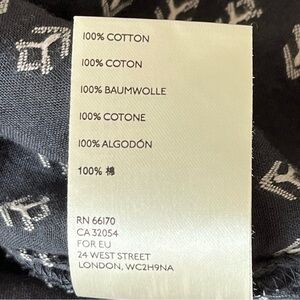 100% COTTON
100% COTON
100% BAUMWOLLE
100% COTONE
100% ALGODÓN
100% 棉
RN 66170
CA 32054
FOR EU
24 WEST STREET
LONDON, WC2H9NA